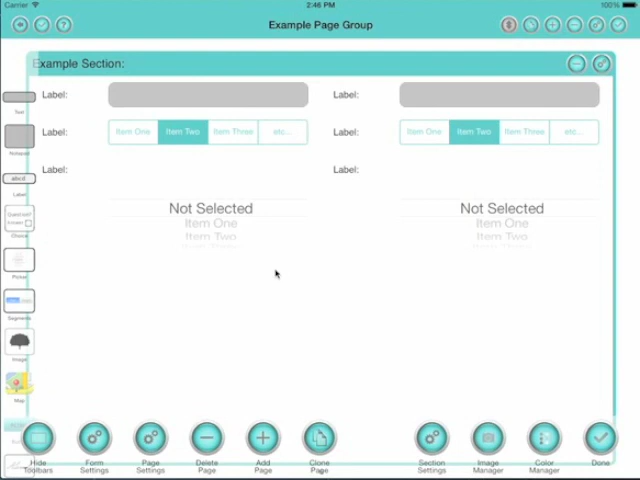 Carrier 2:46 PM 100%
Example Page Group
Example Section:
Label: Label:
Label: Item One Item Two Item Three etc... Label: Item One Item Two Item Three etc...
Label: Label:
Not Selected Not Selected
Item One Item One
Item Two Item Two
Item Three
Text
Notepad
abcd
Label
Question?
Choice
Picker
Segments
Image
Map
Hide Toolbars
Form Settings
Page Settings
Delete Page
Add Page
Clone Page
Section Settings
Image Manager
Color Manager
Done